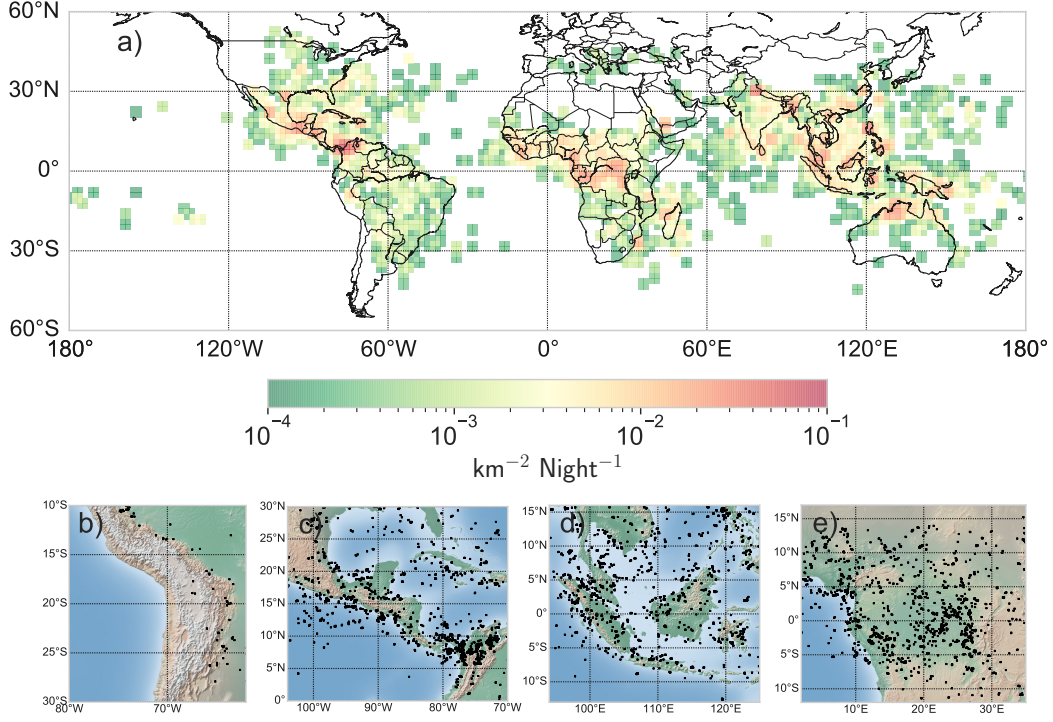 60°N
a)
30°N
0°
30°S
60°S
180° 120°W 60°W 0° 60°E 120°E 180°
10⁻⁴ 10⁻³ 10⁻² 10⁻¹
km⁻² Night⁻¹
10°S b)
15°S
20°S
25°S
30°S
80°W 70°W
30°N c)
25°N
20°N
15°N
10°N
5°N
0°
100°W 90°W 80°W 70°W
15°N d)
10°N
5°N
0°
5°S
10°S
100°E 110°E 120°E
15°N e)
10°N
5°N
0°
5°S
10°S
10°E 20°E 30°E